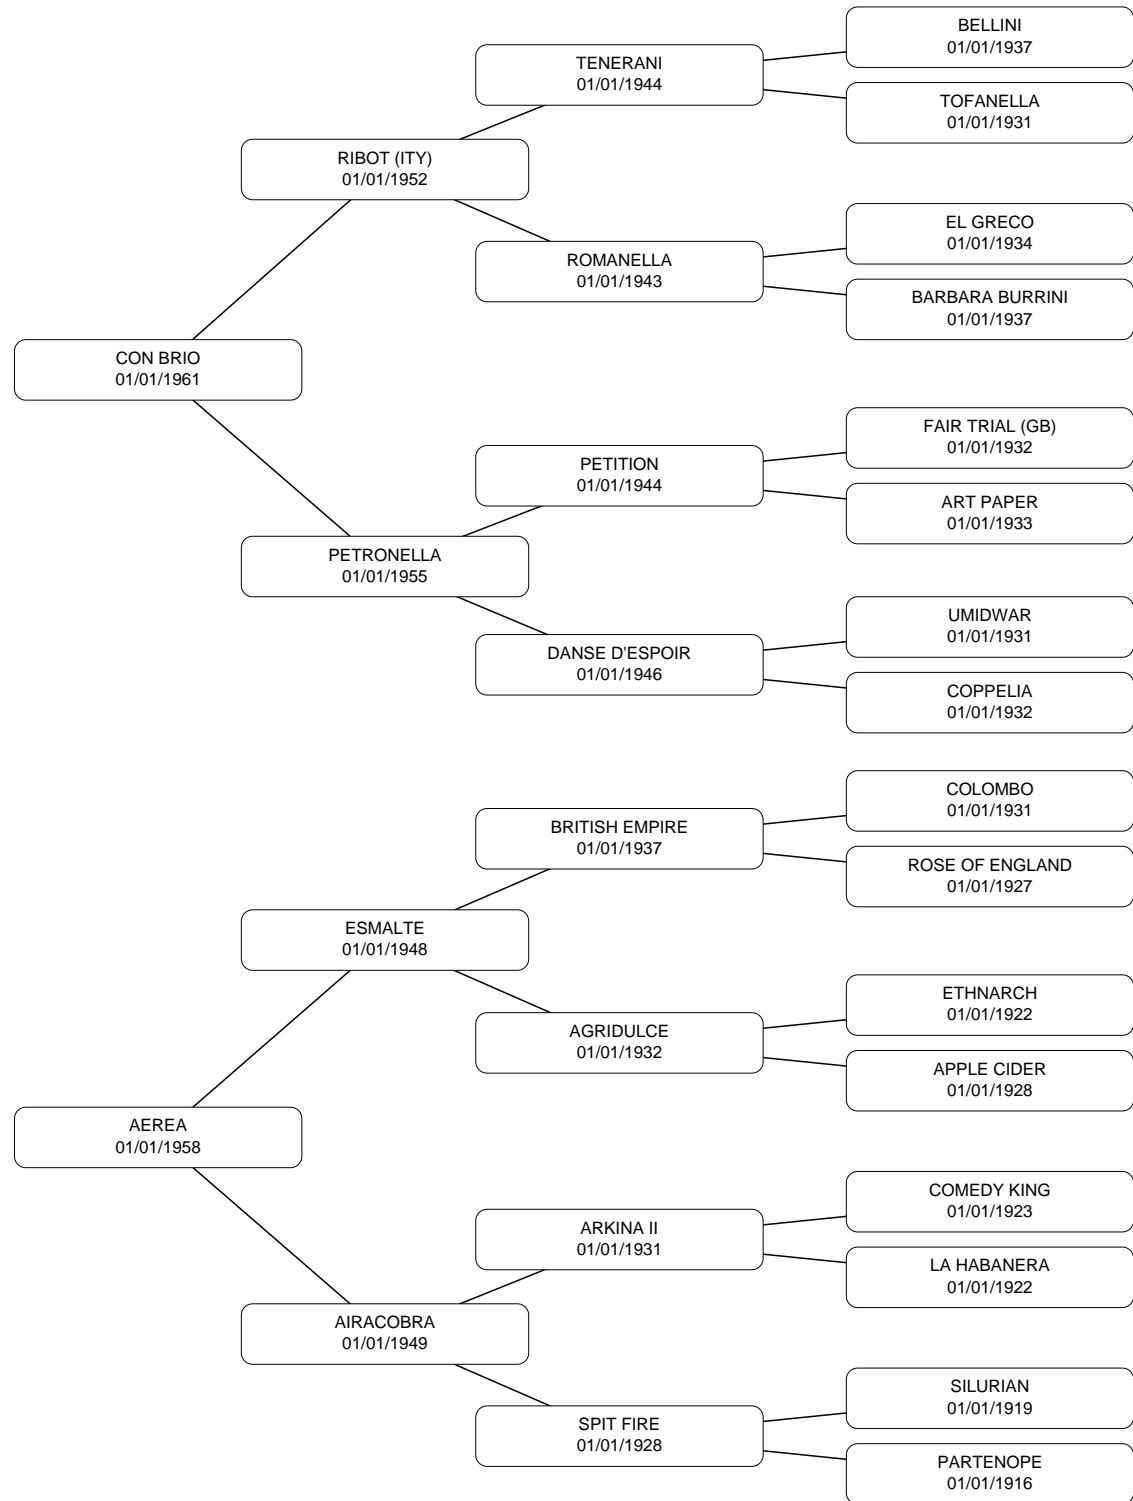 BELLINI
01/01/1937
TENERANI
01/01/1944
TOFANELLA
01/01/1931
RIBOT (ITY)
01/01/1952
EL GRECO
01/01/1934
ROMANELLA
01/01/1943
BARBARA BURRINI
01/01/1937
CON BRIO
01/01/1961
FAIR TRIAL (GB)
01/01/1932
PETITION
01/01/1944
ART PAPER
01/01/1933
PETRONELLA
01/01/1955
UMIDWAR
01/01/1931
DANSE D'ESPOIR
01/01/1946
COPPELIA
01/01/1932
COLOMBO
01/01/1931
BRITISH EMPIRE
01/01/1937
ROSE OF ENGLAND
01/01/1927
ESMALTE
01/01/1948
ETHNARCH
01/01/1922
AGRIDULCE
01/01/1932
APPLE CIDER
01/01/1928
AEREA
01/01/1958
COMEDY KING
01/01/1923
ARKINA II
01/01/1931
LA HABANERA
01/01/1922
AIRACOBRA
01/01/1949
SILURIAN
01/01/1919
SPIT FIRE
01/01/1928
PARTENOPE
01/01/1916